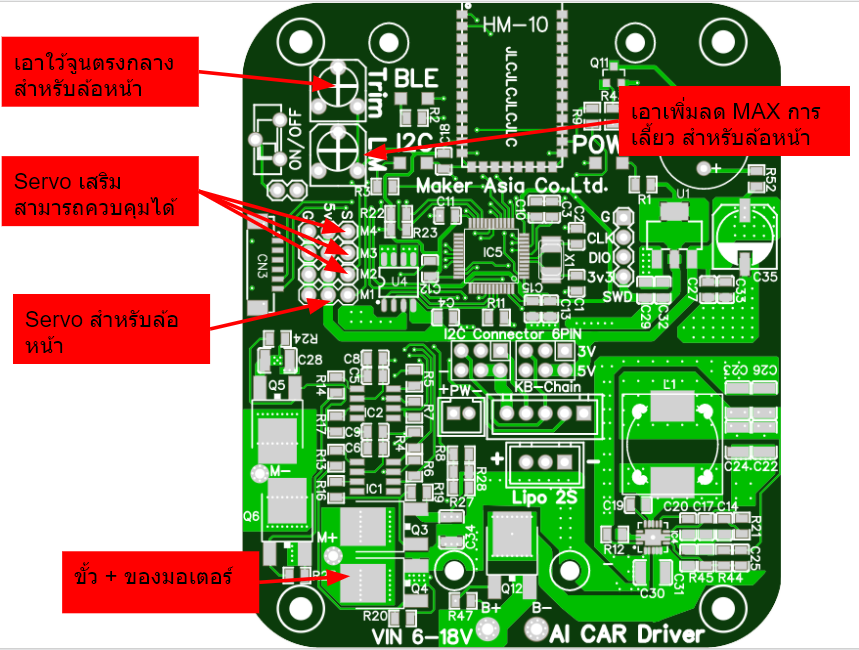 HM-10
JLCJLCJLCJLC
Q11
เอาใว้จูนตรงกลาง
สำหรับล้อหน้า
Trim
BLE
R2
C18
R9
เอาเพิ่มลด MAX การ
เลี้ยว สำหรับล้อหน้า
ON/OFF
LM
I2C
POW
+
R52
R3
Maker Asia Co.,Ltd.
R1
U1
Servo เสริม
สามารถควบคุมได้
G
5v
S
M4
M3
M2
M1
R22
R23
C11
C10
C3
C2
IC5
X1
G
CLK
DIO
3v3
SWD
C35
CN3
U4
C12
C4
R11
C15
C13
C1
C29
C32
C27
C33
Servo สำหรับล้อ
หน้า
I2C Connector 6PIN
3V
5V
R24
C28
C8
C5
Q5
R14
R5
+PW-
KB-Chain
L1
C23
C26
IC2
R17
R7
C9
C6
R4
M-
R13
R8
+
-
C24
C22
R16
IC1
R6
R28
R19
R27
Lipo 2S
C19
C20
C17
C14
R21
Q6
M+
Q3
C34
R12
C25
ขั้ว + ของมอเตอร์
Q4
Q12
R45
R44
C30
C31
R20
R47
B+
B-
VIN 6-18V
AI CAR Driver